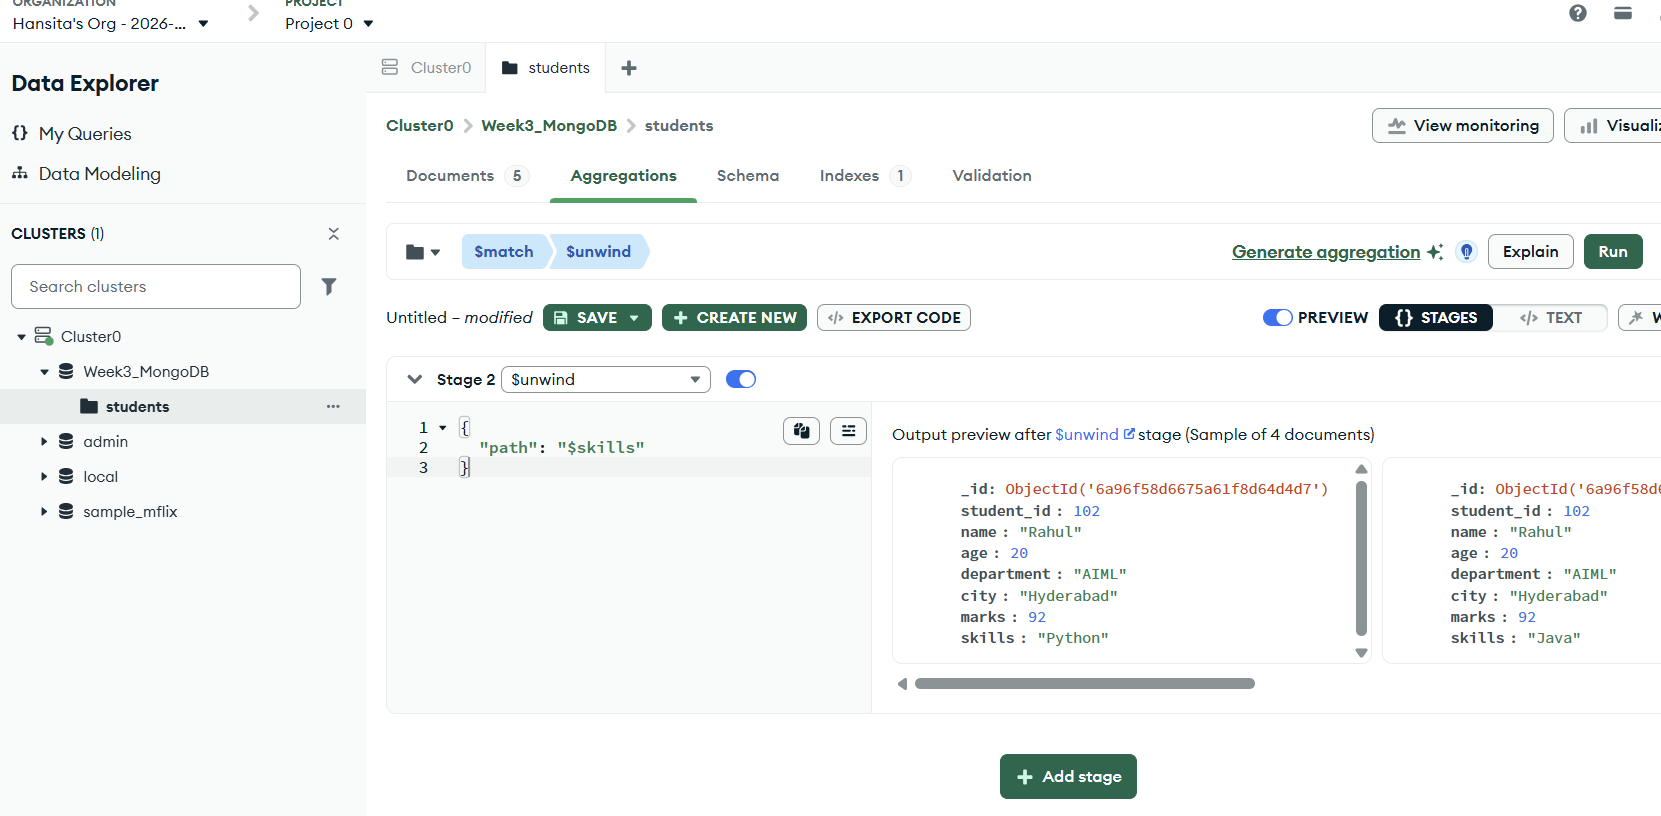 ORGANIZATION
Hansita's Org - 2026-...
PROJECT
Project 0
Data Explorer
My Queries
Data Modeling
CLUSTERS (1)
Search clusters
Cluster0
Week3_MongoDB
students
admin
local
sample_mflix
Cluster0
students
Cluster0 > Week3_MongoDB > students
View monitoring
Documents 5
Aggregations
Schema
Indexes 1
Validation
$match
$unwind
Generate aggregation
Explain
Run
Untitled – modified
SAVE
+ CREATE NEW
</> EXPORT CODE
PREVIEW
{} STAGES
</> TEXT
Stage 2
$unwind
1 {
2 "path": "$skills"
3 }
Output preview after $unwind stage (Sample of 4 documents)
_id: ObjectId('6a96f58d6675a61f8d64d4d7')
student_id : 102
name : "Rahul"
age : 20
department : "AIML"
city : "Hyderabad"
marks : 92
skills : "Python"
_id: ObjectId('6a96f58d6
student_id : 102
name : "Rahul"
age : 20
department : "AIML"
city : "Hyderabad"
marks : 92
skills : "Java"
+ Add stage